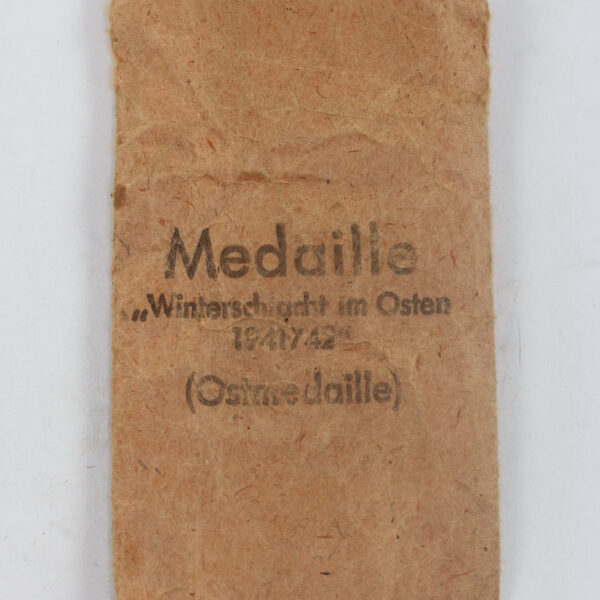 Medaille
„Winterschlacht im Osten
1941/42“
(Ostmedaille)